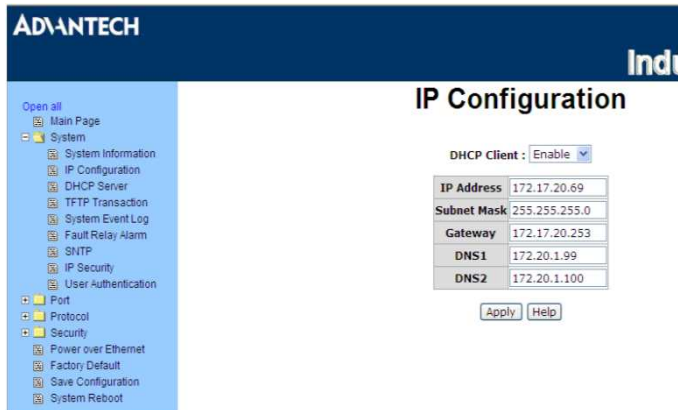 ADVANTECH
Open all
Main Page
System
System Information
IP Configuration
DHCP Server
TFTP Transaction
System Event Log
Fault Relay Alarm
SNTP
IP Security
User Authentication
Port
Protocol
Security
Power over Ethernet
Factory Default
Save Configuration
System Reboot
Indu
IP Configuration
DHCP Client : Enable
IP Address 172.17.20.69
Subnet Mask 255.255.255.0
Gateway 172.17.20.253
DNS1 172.20.1.99
DNS2 172.20.1.100
Apply Help